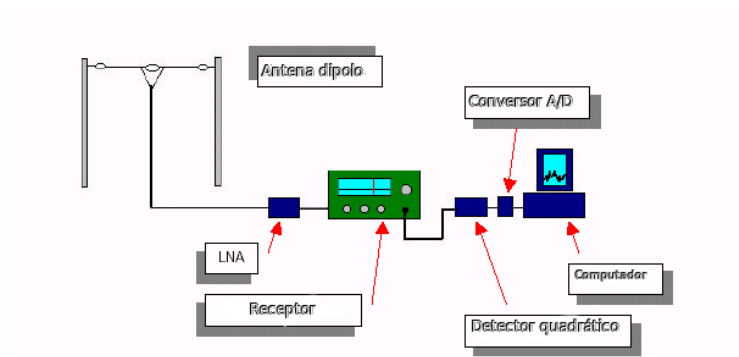 Antena dipolo
Conversor A/D
LNA
Computador
Receptor
Detector quadrático